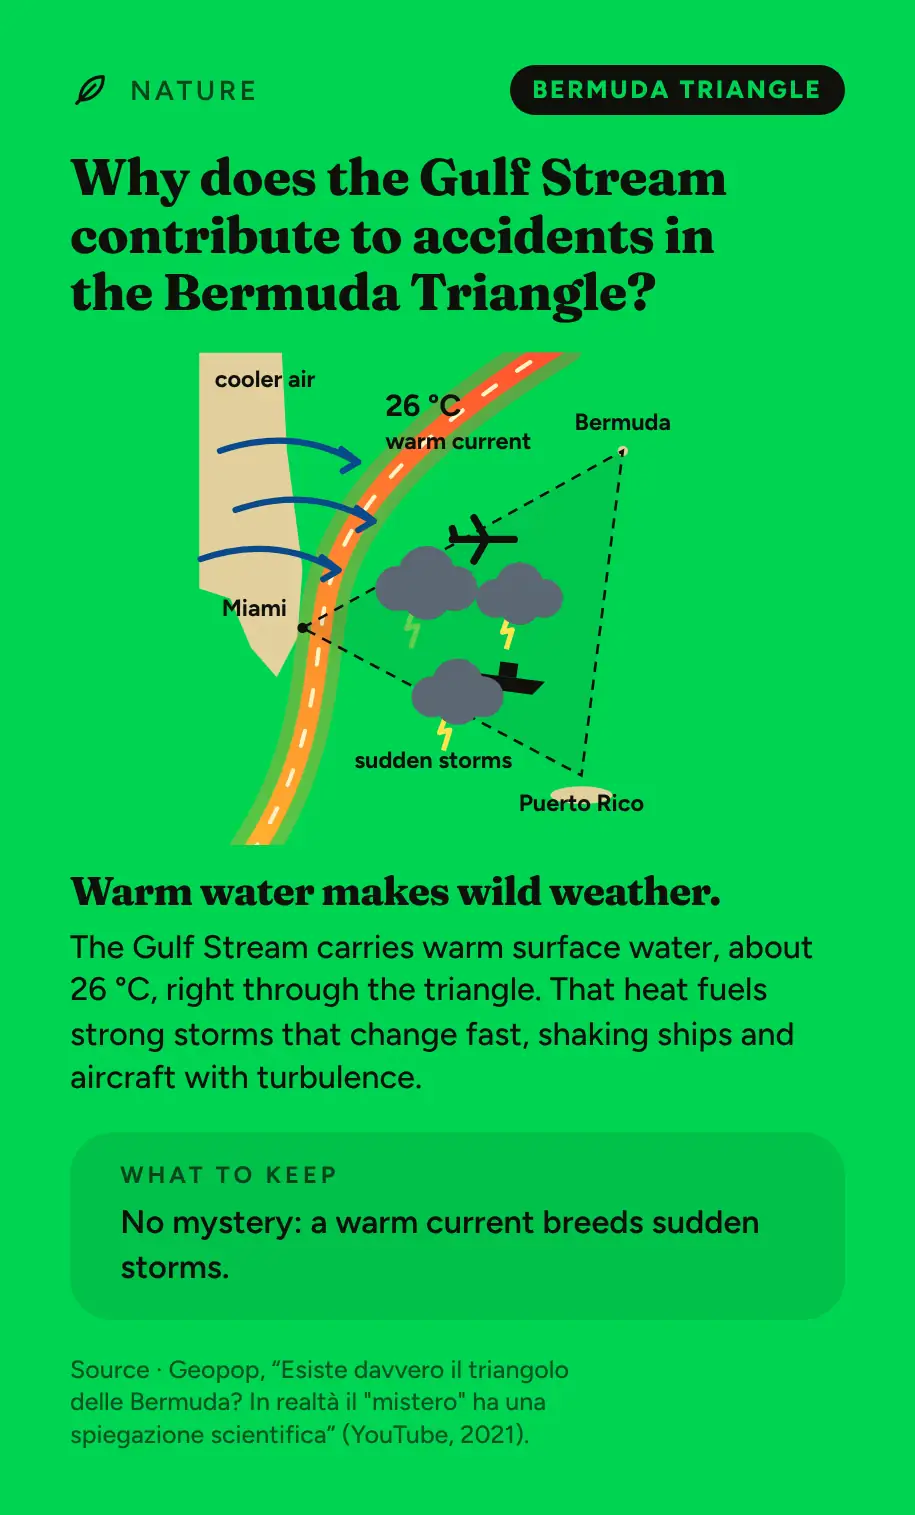 NATURE
BERMUDA TRIANGLE
Why does the Gulf Stream
contribute to accidents in
the Bermuda Triangle?
cooler air
26 °C
warm current
Bermuda
Miami
sudden storms
Puerto Rico
Warm water makes wild weather.
The Gulf Stream carries warm surface water, about
26 °C, right through the triangle. That heat fuels
strong storms that change fast, shaking ships and
aircraft with turbulence.
WHAT TO KEEP
No mystery: a warm current breeds sudden
storms.
Source · Geopop, “Esiste davvero il triangolo
delle Bermuda? In realtà il "mistero" ha una
spiegazione scientifica” (YouTube, 2021).